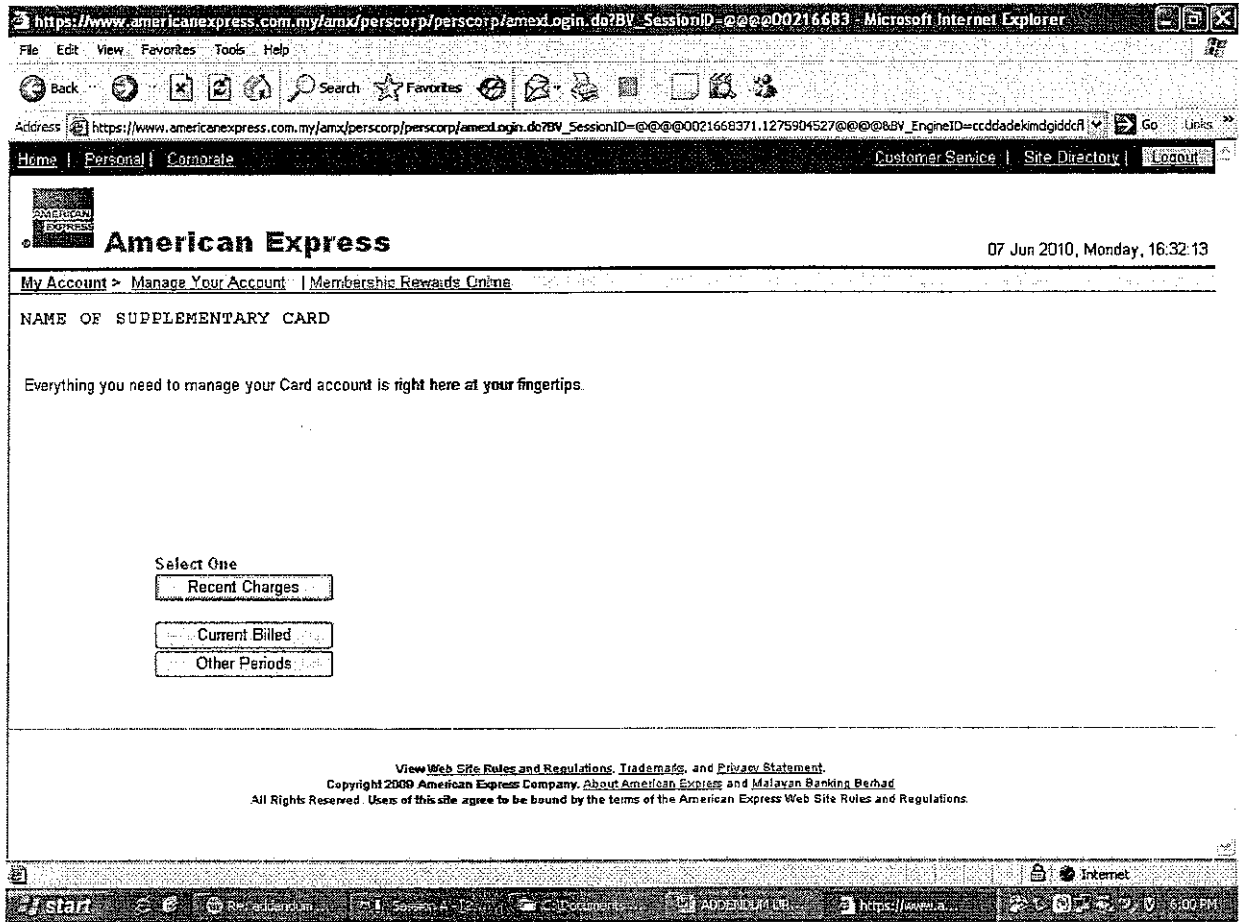 https://www.americanexpress.com.my/amx/perscorp/perscorp/amexLogin.do?BV_SessionID=@@@@00216683 - Microsoft Internet Explorer
File Edit View Favorites Tools Help
Back Search Favorites
Address https://www.americanexpress.com.my/amx/perscorp/perscorp/amexLogin.do?BV_SessionID=@@@@0021668371.1275904527@@@@&BV_EngineID=ccddadekimdgiddcfl Go Links »
Home | Personal | Corporate Customer Service | Site Directory | Logout
AMERICAN
EXPRESS
® American Express
07 Jun 2010, Monday, 16:32:13
My Account > Manage Your Account | Membership Rewards Online
NAME OF SUPPLEMENTARY CARD
Everything you need to manage your Card account is right here at your fingertips.
Select One
Recent Charges
Current Billed
Other Periods
View Web Site Rules and Regulations, Trademarks, and Privacy Statement.
Copyright 2009 American Express Company. About American Express and Malayan Banking Berhad
All Rights Reserved. Users of this site agree to be bound by the terms of the American Express Web Site Rules and Regulations.
Internet
start Re: addendum ... C:\Documents ... ADDENDUM UB... https://www.a... 6:00 PM